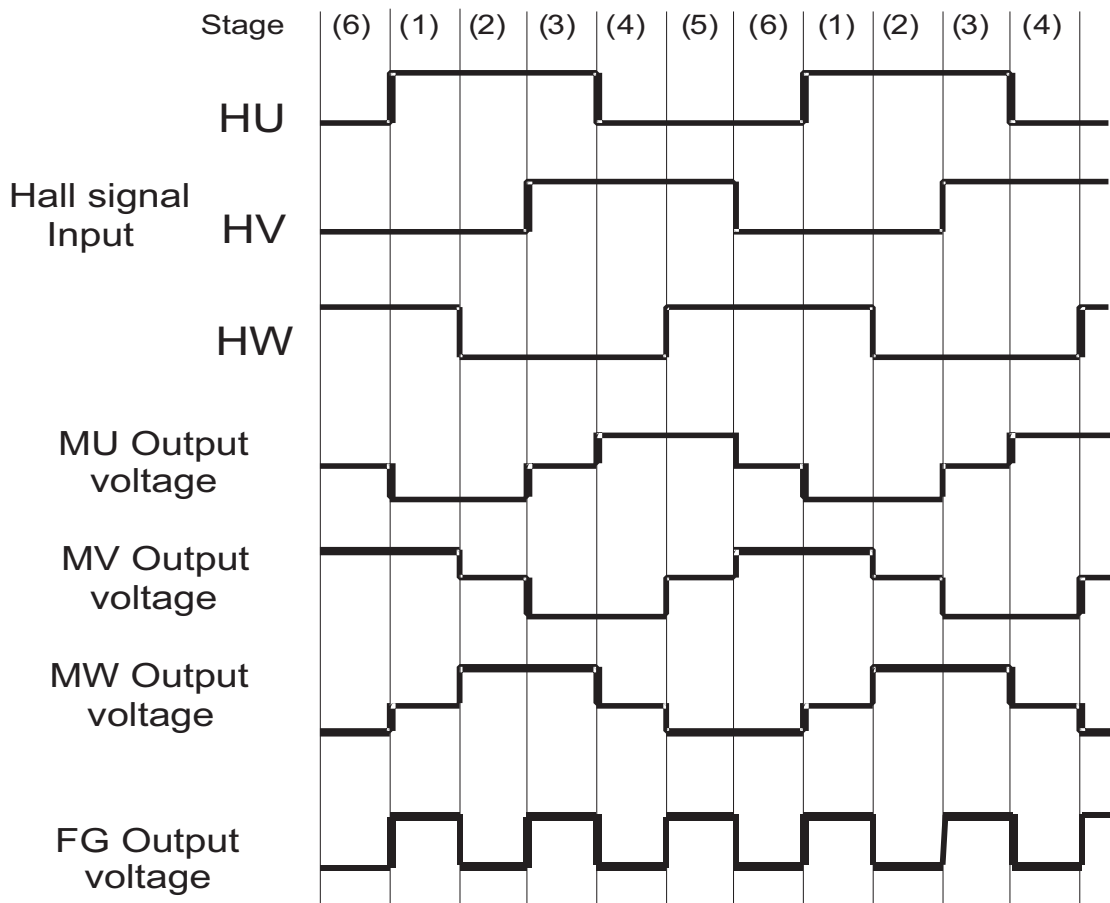 Stage (6) (1) (2) (3) (4) (5) (6) (1) (2) (3) (4)
HU
Hall signal
Input
HV
HW
MU Output
voltage
MV Output
voltage
MW Output
voltage
FG Output
voltage